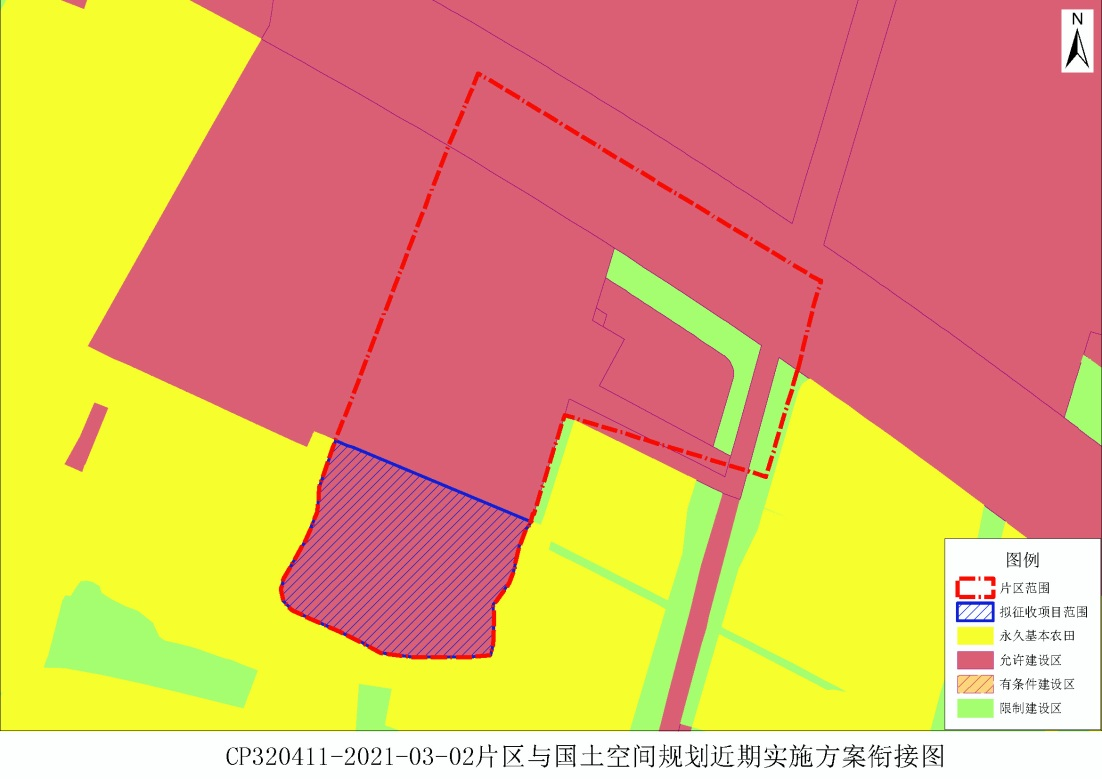 N
图例
片区范围
拟征收项目范围
永久基本农田
允许建设区
有条件建设区
限制建设区
CP320411-2021-03-02片区与国土空间规划近期实施方案衔接图